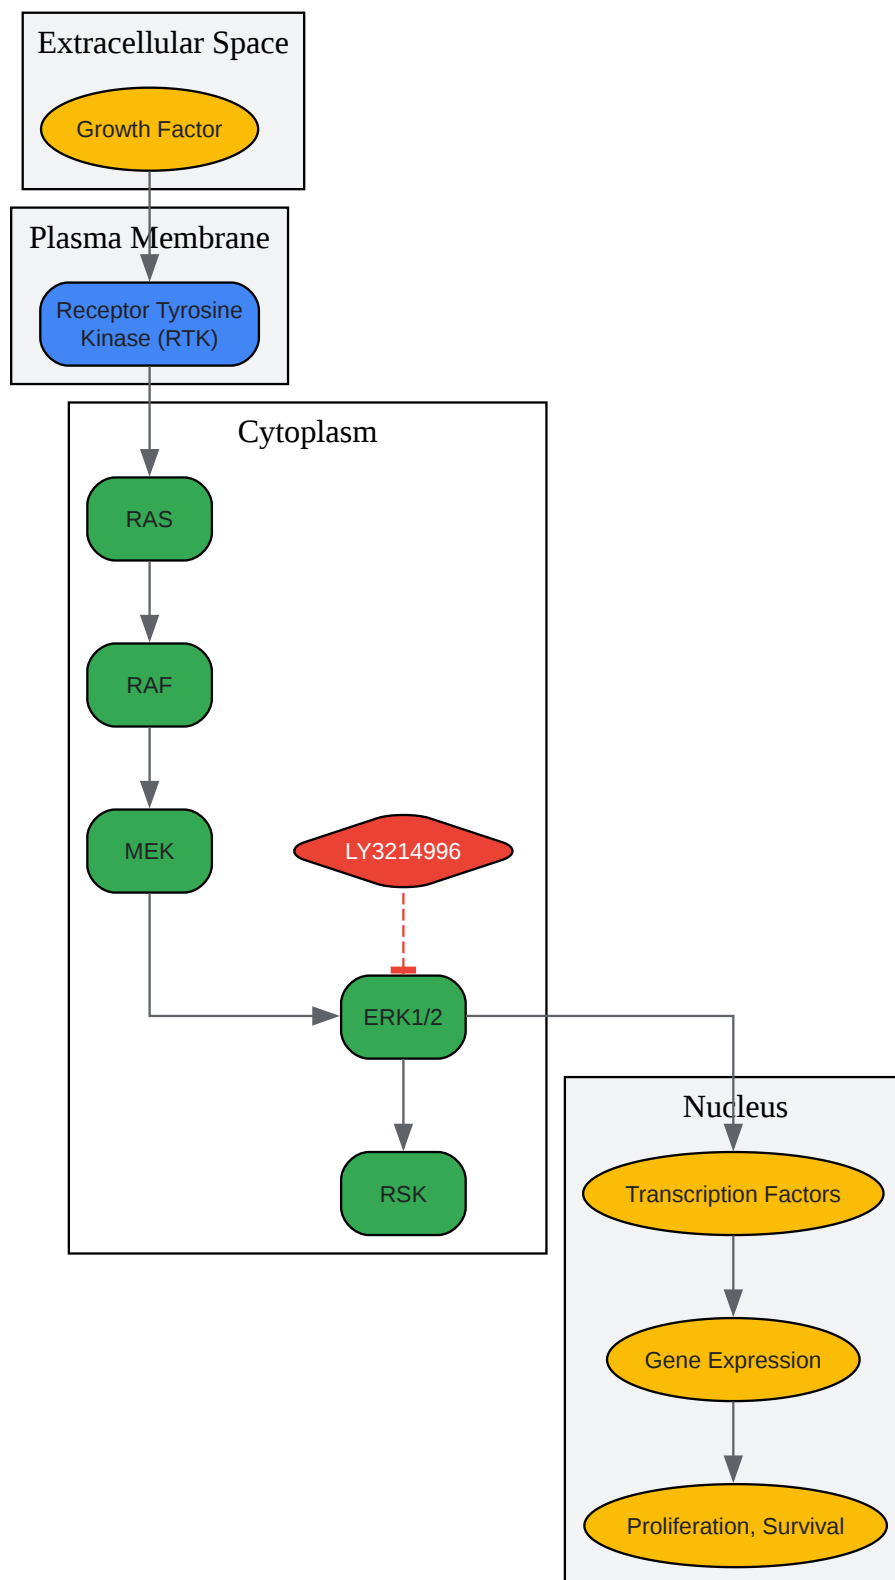 Extracellular Space
Growth Factor
Plasma Membrane
Receptor Tyrosine
Kinase (RTK)
Cytoplasm
RAS
RAF
MEK
LY3214996
ERK1/2
RSK
Nucleus
Transcription Factors
Gene Expression
Proliferation, Survival